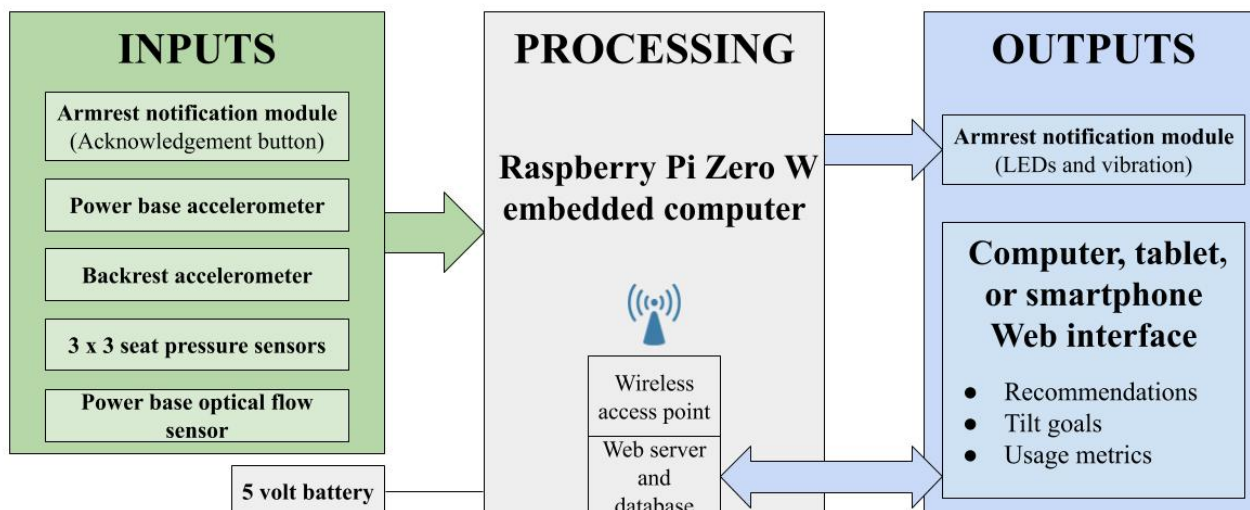 INPUTS
Armrest notification module
(Acknowledgement button)
Power base accelerometer
Backrest accelerometer
3 x 3 seat pressure sensors
Power base optical flow
sensor
5 volt battery
PROCESSING
Raspberry Pi Zero W
embedded computer
Wireless
access point
Web server
and
database
OUTPUTS
Armrest notification module
(LEDs and vibration)
Computer, tablet,
or smartphone
Web interface
● Recommendations
● Tilt goals
● Usage metrics